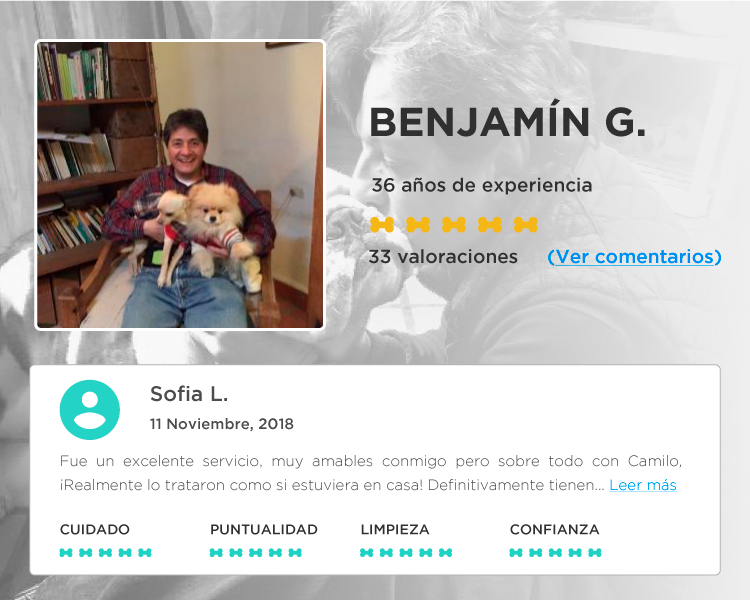 BENJAMÍN G.
36 años de experiencia
33 valoraciones (Ver comentarios)
Sofia L.
11 Noviembre, 2018
Fue un excelente servicio, muy amables conmigo pero sobre todo con Camilo,
¡Realmente lo trataron como si estuviera en casa! Definitivamente tienen... Leer más
CUIDADO PUNTUALIDAD LIMPIEZA CONFIANZA